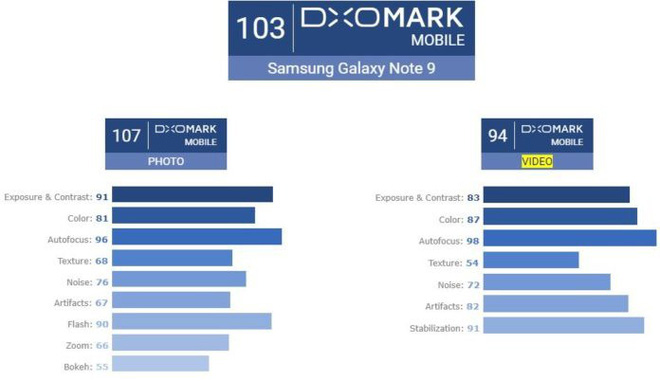 103 DXOMARK
MOBILE
Samsung Galaxy Note 9
107 DXOMARK
MOBILE
PHOTO
Exposure & Contrast: 91
Color: 81
Autofocus: 96
Texture: 68
Noise: 76
Artifacts: 67
Flash: 90
Zoom: 66
Bokeh: 55
94 DXOMARK
MOBILE
VIDEO
Exposure & Contrast: 83
Color: 87
Autofocus: 98
Texture: 54
Noise: 72
Artifacts: 82
Stabilization: 91